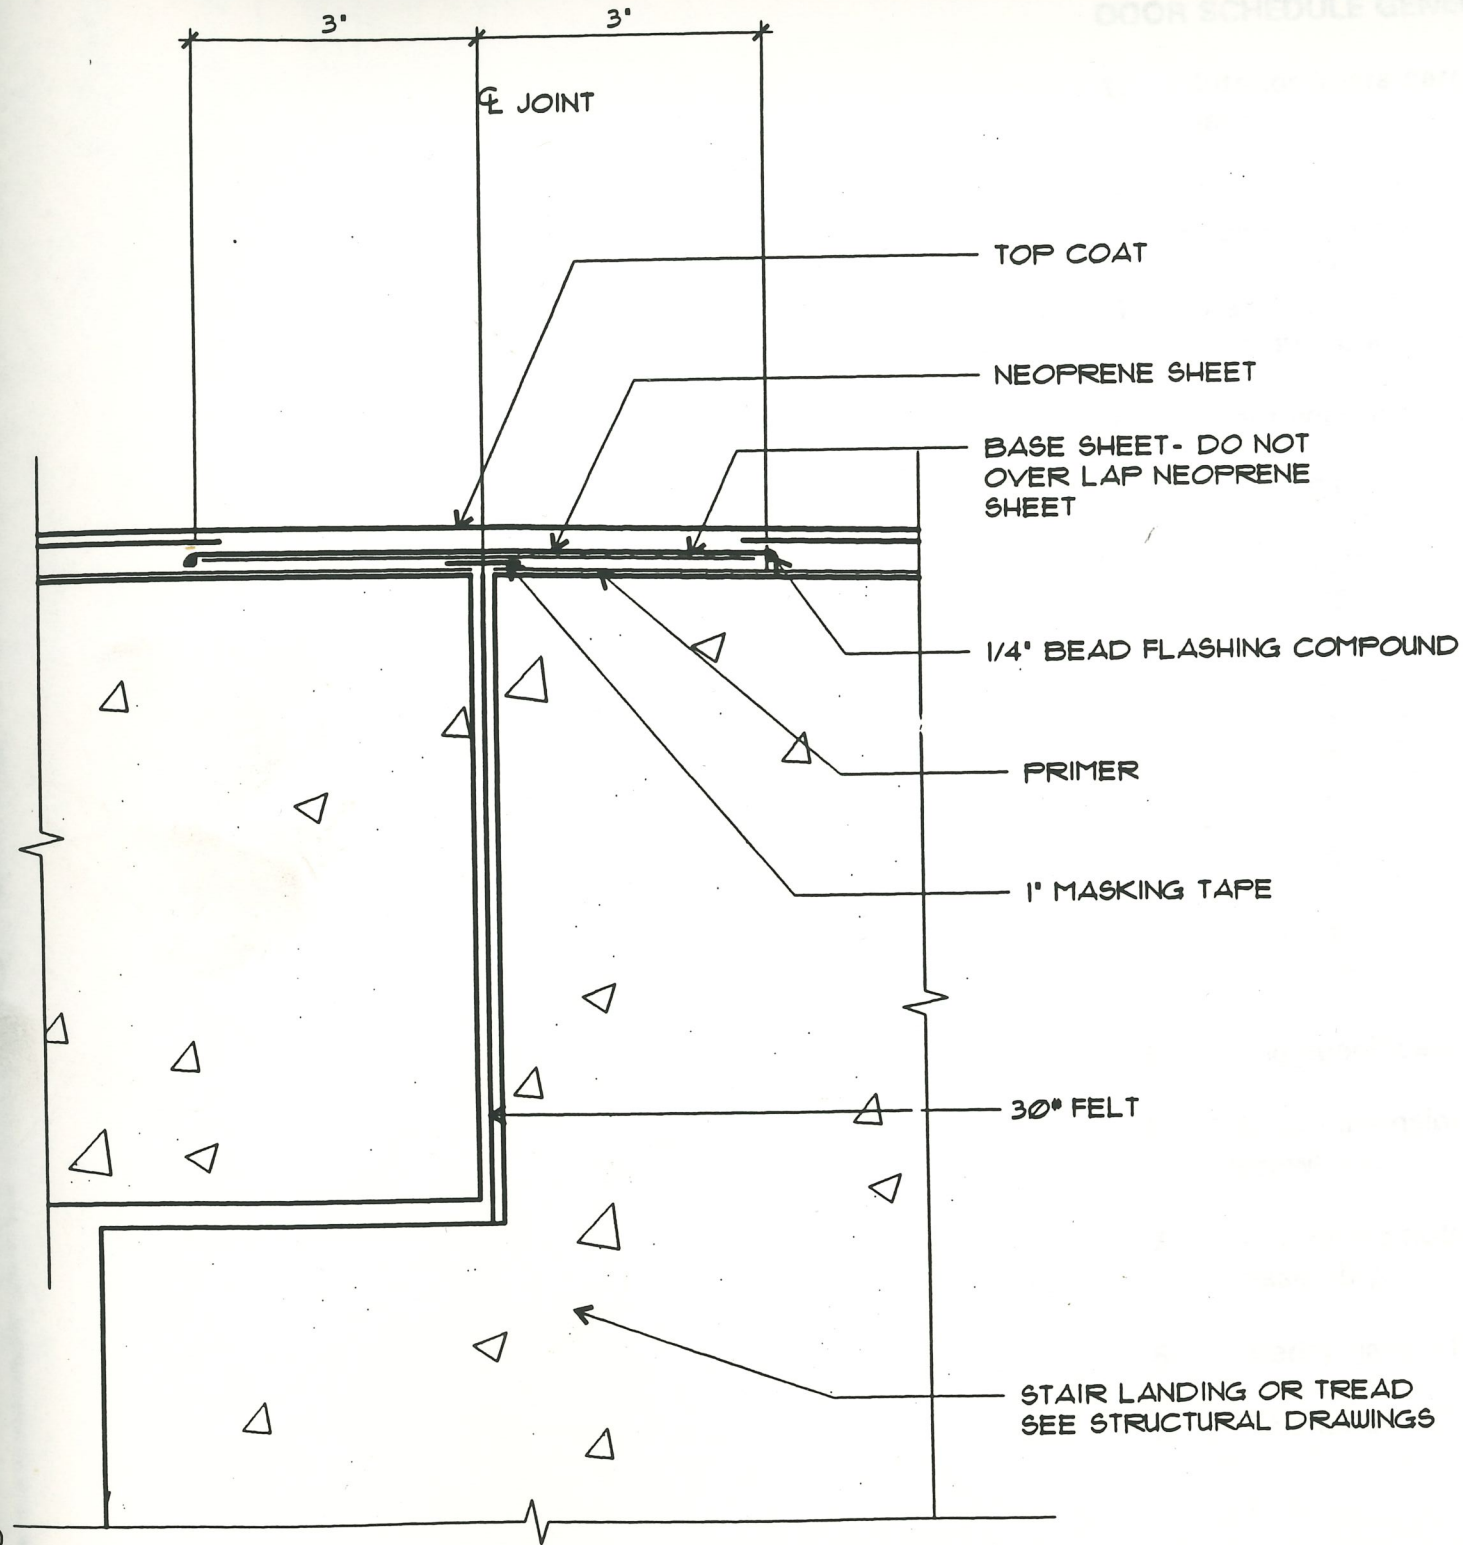 3"
3"
℄ JOINT
TOP COAT
NEOPRENE SHEET
BASE SHEET- DO NOT
OVER LAP NEOPRENE
SHEET
1/4" BEAD FLASHING COMPOUND
PRIMER
1" MASKING TAPE
30# FELT
STAIR LANDING OR TREAD
SEE STRUCTURAL DRAWINGS